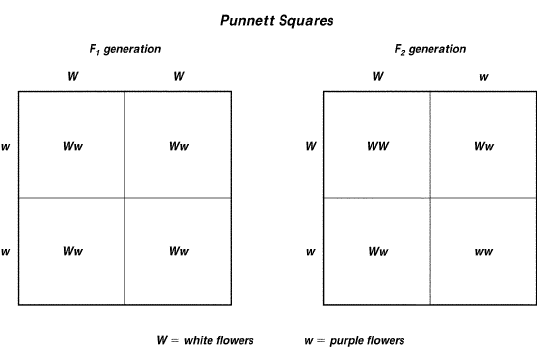 Punnett Squares
F1 generation
F2 generation
W W
W w
w Ww Ww
W WW Ww
w Ww Ww
w Ww ww
W = white flowers w = purple flowers